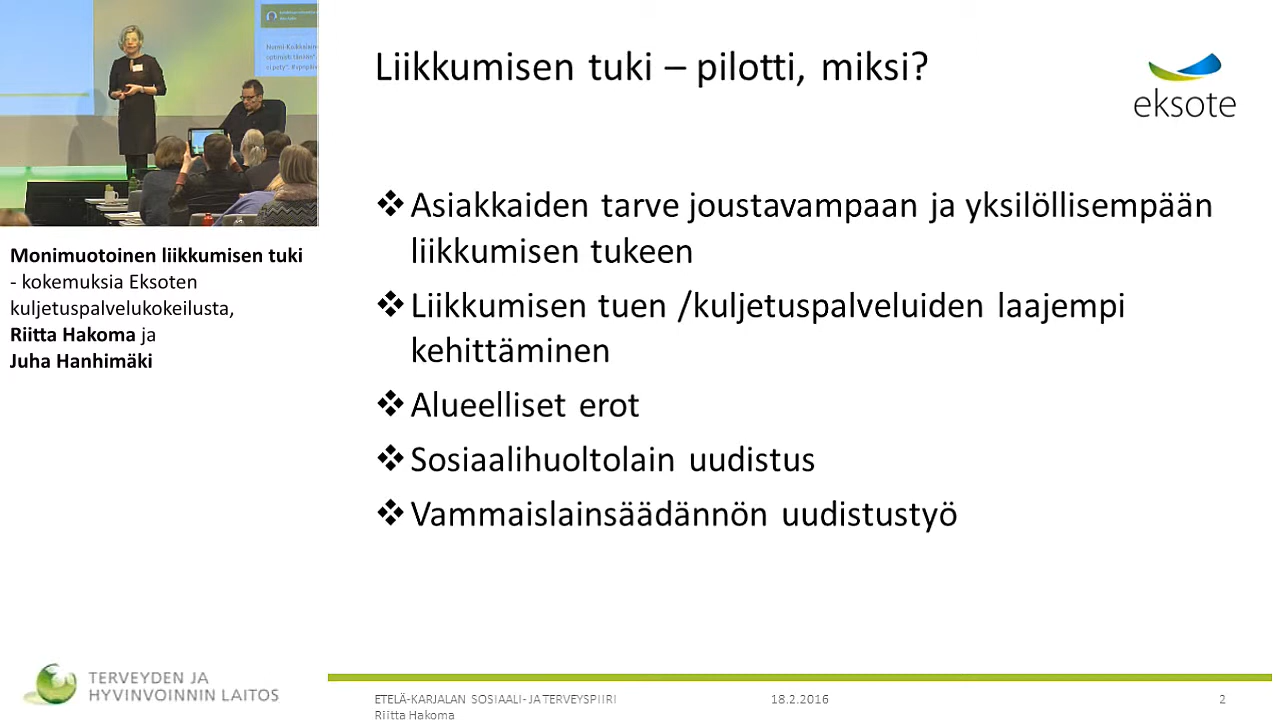 Liikkumisen tuki – pilotti, miksi?
eksote
❖ Asiakkaiden tarve joustavampaan ja yksilöllisempään
liikkumisen tukeen
❖ Liikkumisen tuen /kuljetuspalveluiden laajempi
kehittäminen
❖ Alueelliset erot
❖ Sosiaalihuoltolain uudistus
❖ Vammaislainsäädännön uudistustyö
Monimuotoinen liikkumisen tuki
- kokemuksia Eksoten
kuljetuspalvelukokeilusta,
Riitta Hakoma ja
Juha Hanhimäki
TERVEYDEN JA
HYVINVOINNIN LAITOS
ETELÄ-KARJALAN SOSIAALI- JA TERVEYSPIIRI
Riitta Hakoma
18.2.2016
2